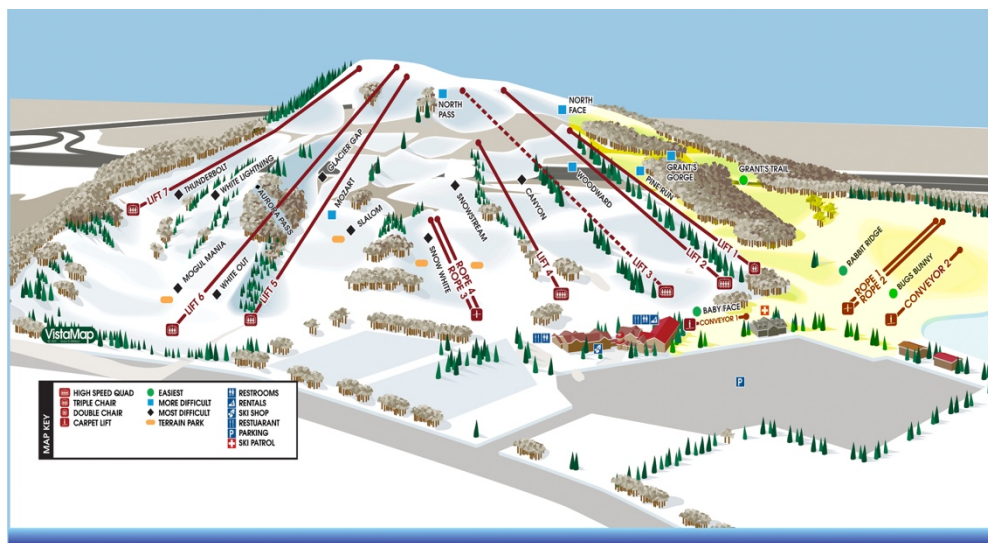 NORTH
PASS
NORTH
FACE
GLACIER GAP
THUNDERBOLT
WHITE LIGHTNING
AURORA PASS
MOZART
SLALOM
SNOWSTREAM
CANYON
WOODWARD
PINE RUN
GRANT'S
GORGE
GRANT'S TRAIL
LIFT 7
MOGUL MANIA
WHITE OUT
LIFT 6
LIFT 5
SNOW WHITE
ROPE 4
ROPE 3
LIFT 4
LIFT 3
LIFT 2
LIFT 1
RABBIT RIDGE
ROPE 1
ROPE 2
BUGS BUNNY
CONVEYOR 2
BABY FACE
CONVEYOR 1
VistaMap
P
MAP KEY
HIGH SPEED QUAD
TRIPLE CHAIR
DOUBLE CHAIR
CARPET LIFT
EASIEST
MORE DIFFICULT
MOST DIFFICULT
TERRAIN PARK
RESTROOMS
RENTALS
SKI SHOP
RESTUARANT
P PARKING
SKI PATROL